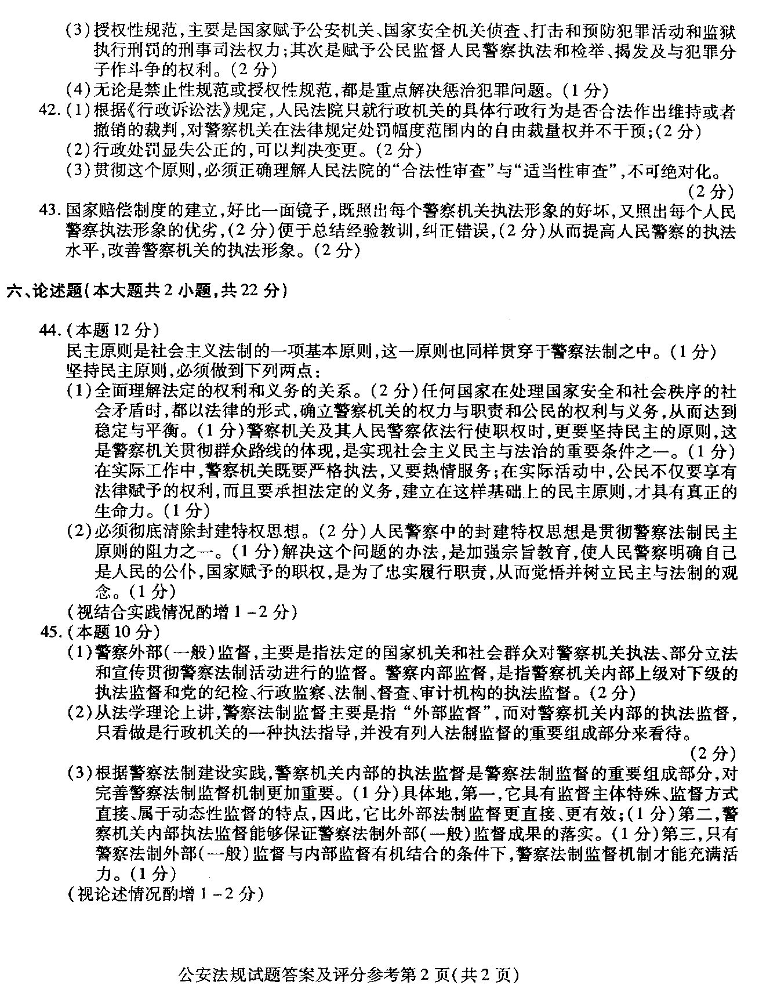 (3)授权性规范,主要是国家赋予公安机关、国家安全机关侦查、打击和预防犯罪活动和监狱
执行刑罚的刑事司法权力;其次是赋予公民监督人民警察执法和检举、揭发及与犯罪分
子作斗争的权利。(2 分)
(4)无论是禁止性规范或授权性规范,都是重点解决惩治犯罪问题。(1 分)
42.(1)根据《行政诉讼法》规定,人民法院只就行政机关的具体行政行为是否合法作出维持或者
撤销的裁判,对警察机关在法律规定处罚幅度范围内的自由裁量权并不干预;(2 分)
(2)行政处罚显失公正的,可以判决变更。(2 分)
(3)贯彻这个原则,必须正确理解人民法院的“合法性审查”与“适当性审查”,不可绝对化。
(2 分)
43.国家赔偿制度的建立,好比一面镜子,既照出每个警察机关执法形象的好坏,又照出每个人民
警察执法形象的优劣,(2 分)便于总结经验教训,纠正错误,(2 分)从而提高人民警察的执法
水平,改善警察机关的执法形象。(2 分)
六、论述题(本大题共 2 小题,共 22 分)
44.(本题 12 分)
民主原则是社会主义法制的一项基本原则,这一原则也同样贯穿于警察法制之中。(1 分)
坚持民主原则,必须做到下列两点:
(1)全面理解法定的权利和义务的关系。(2 分)任何国家在处理国家安全和社会秩序的社
会矛盾时,都以法律的形式,确立警察机关的权力与职责和公民的权利与义务,从而达到
稳定与平衡。(1 分)警察机关及其人民警察依法行使职权时,更要坚持民主的原则,这
是警察机关贯彻群众路线的体现,是实现社会主义民主与法治的重要条件之一。(1 分)
在实际工作中,警察机关既要严格执法,又要热情服务;在实际活动中,公民不仅要享有
法律赋予的权利,而且要承担法定的义务,建立在这样基础上的民主原则,才具有真正的
生命力。(1 分)
(2)必须彻底清除封建特权思想。(2 分)人民警察中的封建特权思想是贯彻警察法制民主
原则的阻力之一。(1 分)解决这个问题的办法,是加强宗旨教育,使人民警察明确自己
是人民的公仆,国家赋予的职权,是为了忠实履行职责,从而觉悟并树立民主与法制的观
念。(1 分)
(视结合实践情况酌增 1-2 分)
45.(本题 10 分)
(1)警察外部(一般)监督,主要是指法定的国家机关和社会群众对警察机关执法、部分立法
和宣传贯彻警察法制活动进行的监督。警察内部监督,是指警察机关内部上级对下级的
执法监督和党的纪检、行政监察、法制、督查、审计机构的执法监督。(2 分)
(2)从法学理论上讲,警察法制监督主要是指“外部监督”,而对警察机关内部的执法监督,
只看做是行政机关的一种执法指导,并没有列入法制监督的重要组成部分来看待。
(2 分)
(3)根据警察法制建设实践,警察机关内部的执法监督是警察法制监督的重要组成部分,对
完善警察法制监督机制更加重要。(1 分)具体地,第一,它具有监督主体特殊、监督方式
直接、属于动态性监督的特点,因此,它比外部法制监督更直接、更有效;(1 分)第二,警
察机关内部执法监督能够保证警察法制外部(一般)监督成果的落实。(1 分)第三,只有
警察法制外部(一般)监督与内部监督有机结合的条件下,警察法制监督机制才能充满活
力。(1 分)
(视论述情况酌增 1-2 分)
公安法规试题答案及评分参考第 2 页(共 2 页)